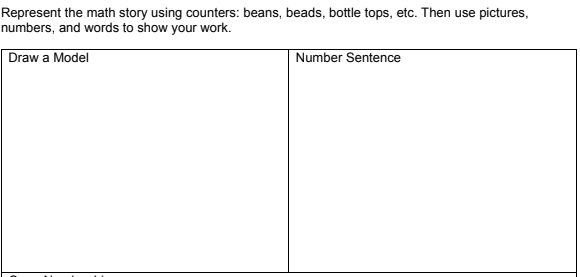 Represent the math story using counters: beans, beads, bottle tops, etc. Then use pictures,
numbers, and words to show your work.
Draw a Model
Number Sentence